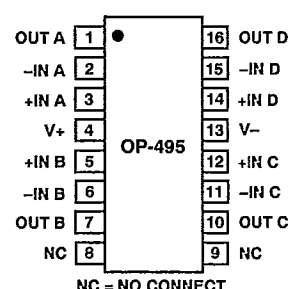 OUT A 1 16 OUT D
–IN A 2 15 –IN D
+IN A 3 14 +IN D
V+ 4 13 V–
OP-495
+IN B 5 12 +IN C
–IN B 6 11 –IN C
OUT B 7 10 OUT C
NC 8 9 NC
NC = NO CONNECT